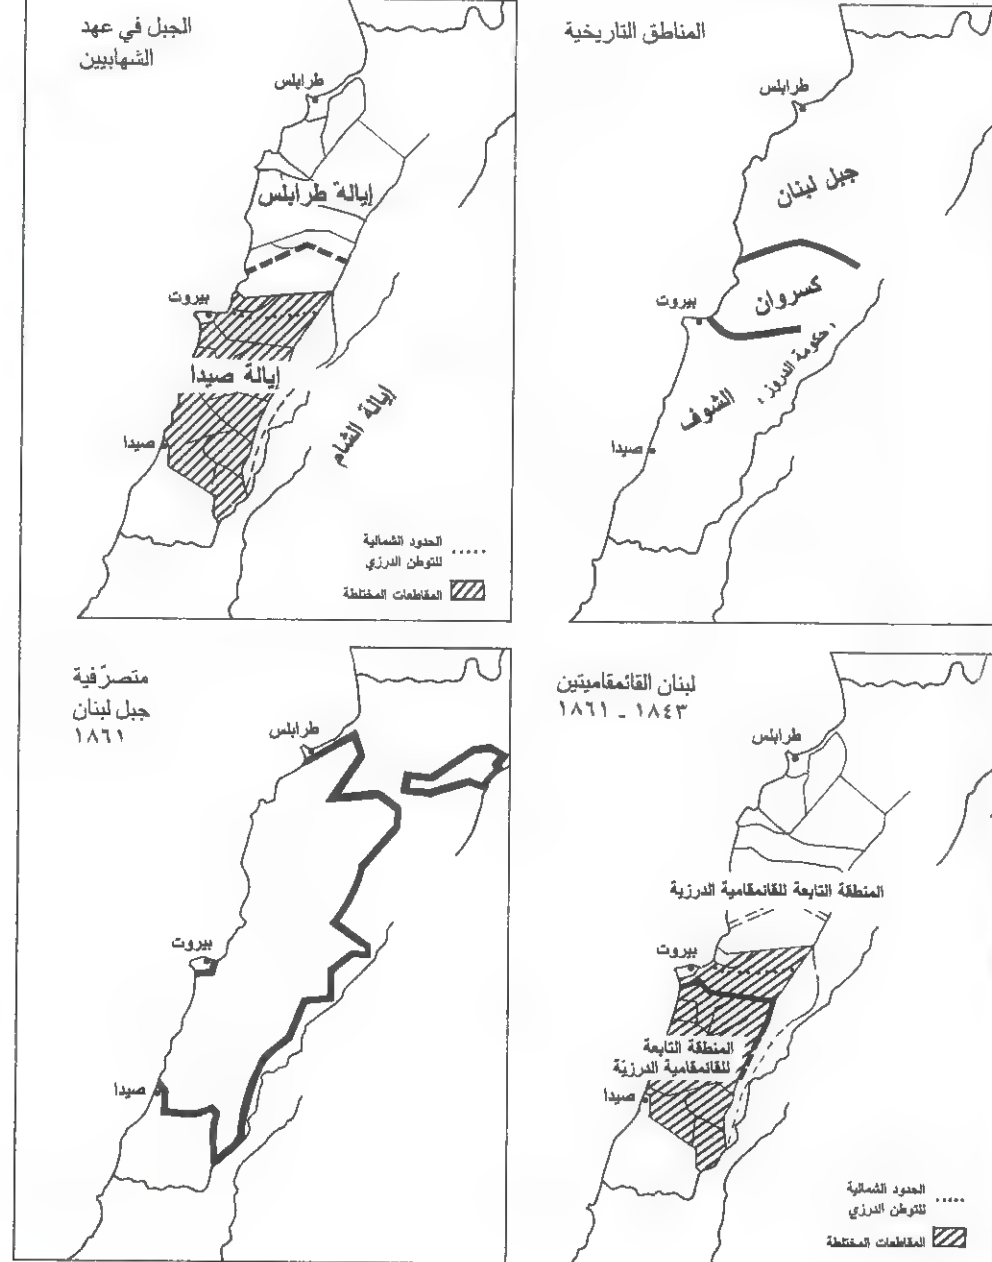 المناطق التاريخية
طرابلس
جبل لبنان
كسروان
بيروت
«حكومة الدروز»
الشوف
صيدا
الجبل في عهد
الشهابيين
طرابلس
إيالة طرابلس
بيروت
إيالة صيدا
إيالة الشام
صيدا
الحدود الشمالية
للتوطن الدرزي
المقاطعات المختلطة
لبنان القائمقاميتين
١٨٤٣ ـ ١٨٦١
طرابلس
المنطقة التابعة للقائمقامية الدرزية
بيروت
المنطقة التابعة
للقائمقامية الدرزيّة
صيدا
الحدود الشمالية
للتوطن الدرزي
المقاطعات المختلطة
متصرّفية
جبل لبنان
١٨٦١
طرابلس
بيروت
صيدا